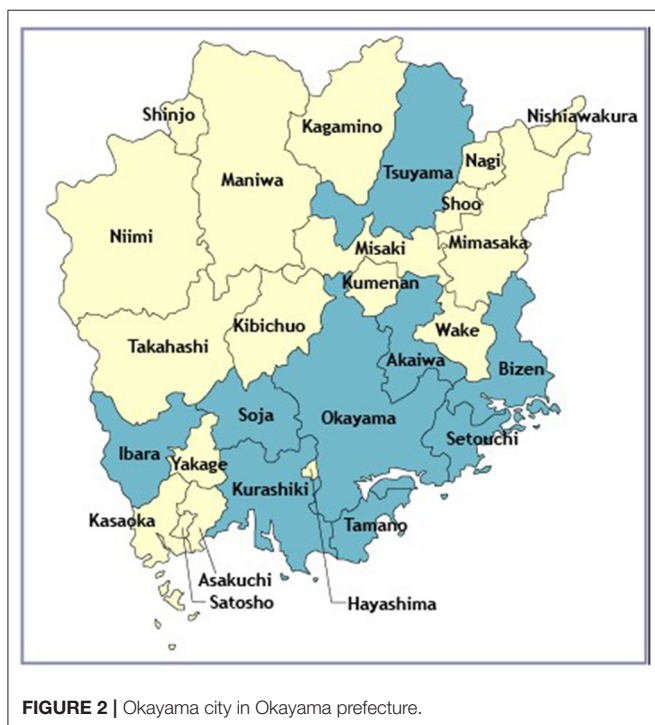 Shinjo
Kagamino
Nishiawakura
Maniwa
Tsuyama
Nagi
Shoo
Niimi
Misaki
Mimasaka
Kumenan
Kibichuo
Wake
Takahashi
Akaiwa
Bizen
Soja
Okayama
Setouchi
Ibara
Yakage
Kurashiki
Kasaoka
Tamano
Asakuchi
Satosho
Hayashima
FIGURE 2 | Okayama city in Okayama prefecture.